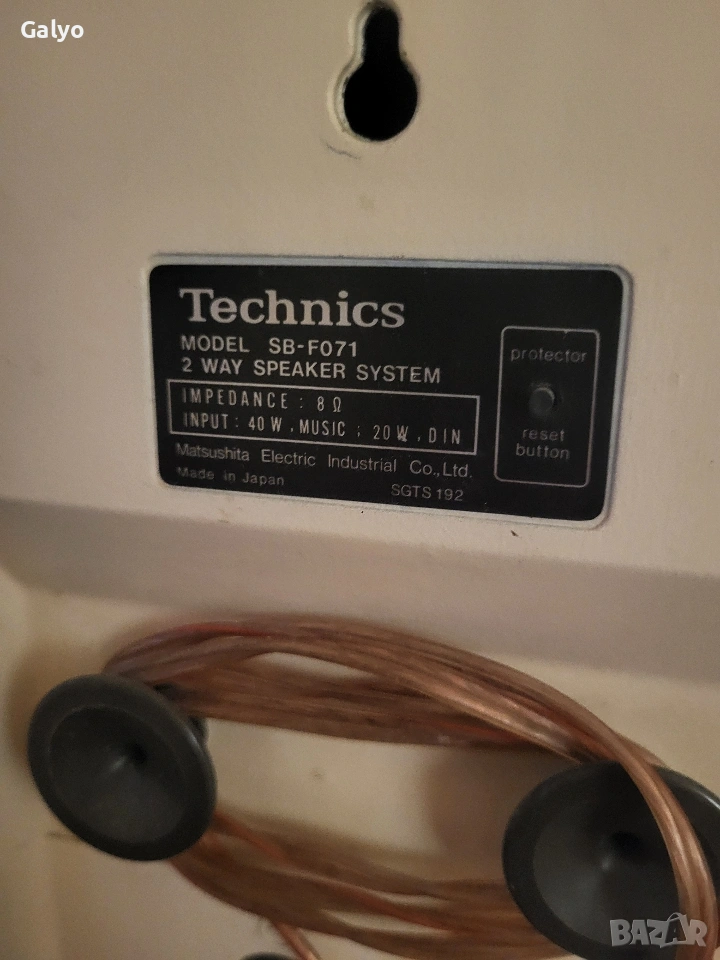 Galyo
Technics
MODEL SB-F071
2 WAY SPEAKER SYSTEM
IMPEDANCE : 8 Ω
INPUT : 40 W , MUSIC ; 20 W , DIN
Matsushita Electric Industrial Co., Ltd.
Made in Japan
SGTS 192
protector
reset
button
BAZAR